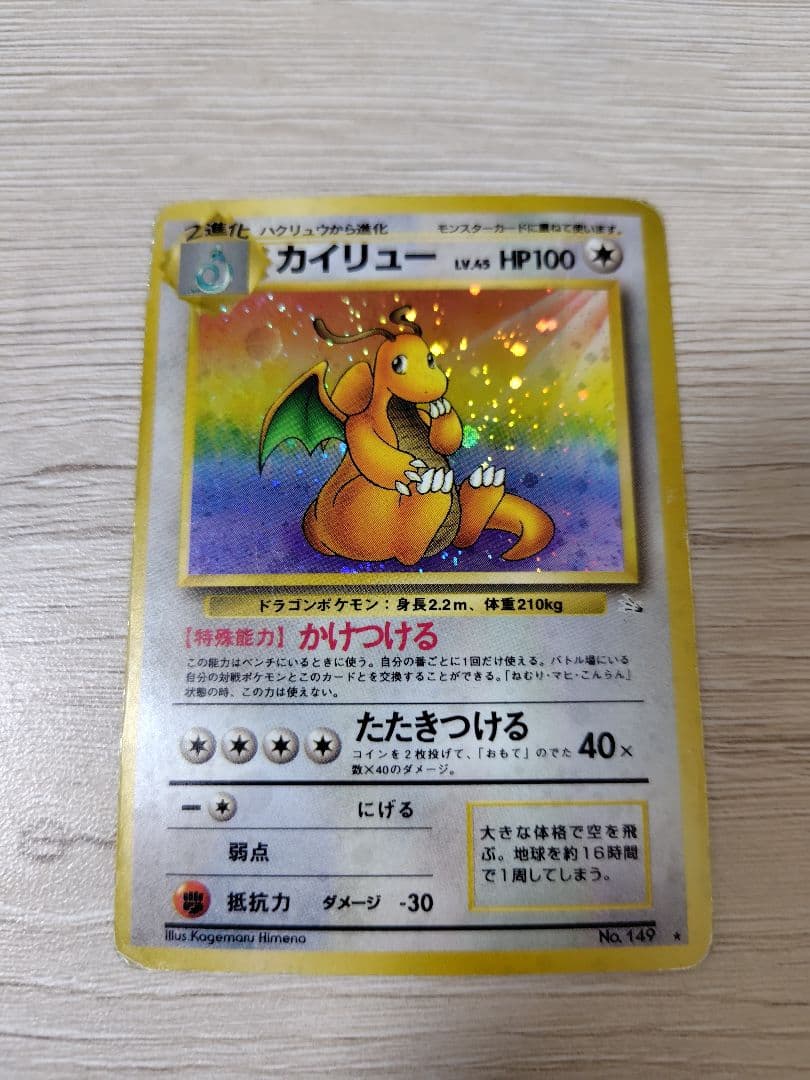 2進化 ハクリュウから進化 モンスターカードに重ねて使います。
カイリュー LV.45 HP100
ドラゴンポケモン：身長2.2m、体重210kg
【特殊能力】 かけつける
この能力はベンチにいるときに使う。自分の番ごとに1回だけ使える。バトル場にいる
自分の対戦ポケモンとこのカードとを交換することができる。「ねむり・マヒ・こんらん」
状態の時、この力は使えない。
たたきつける
コインを2枚投げて、「おもて」のでた
数×40のダメージ。
40×
にげる
弱点
抵抗力 ダメージ -30
大きな体格で空を飛
ぶ。地球を約16時間
で1周してしまう。
Illus.Kagemaru Himeno No.149 ★